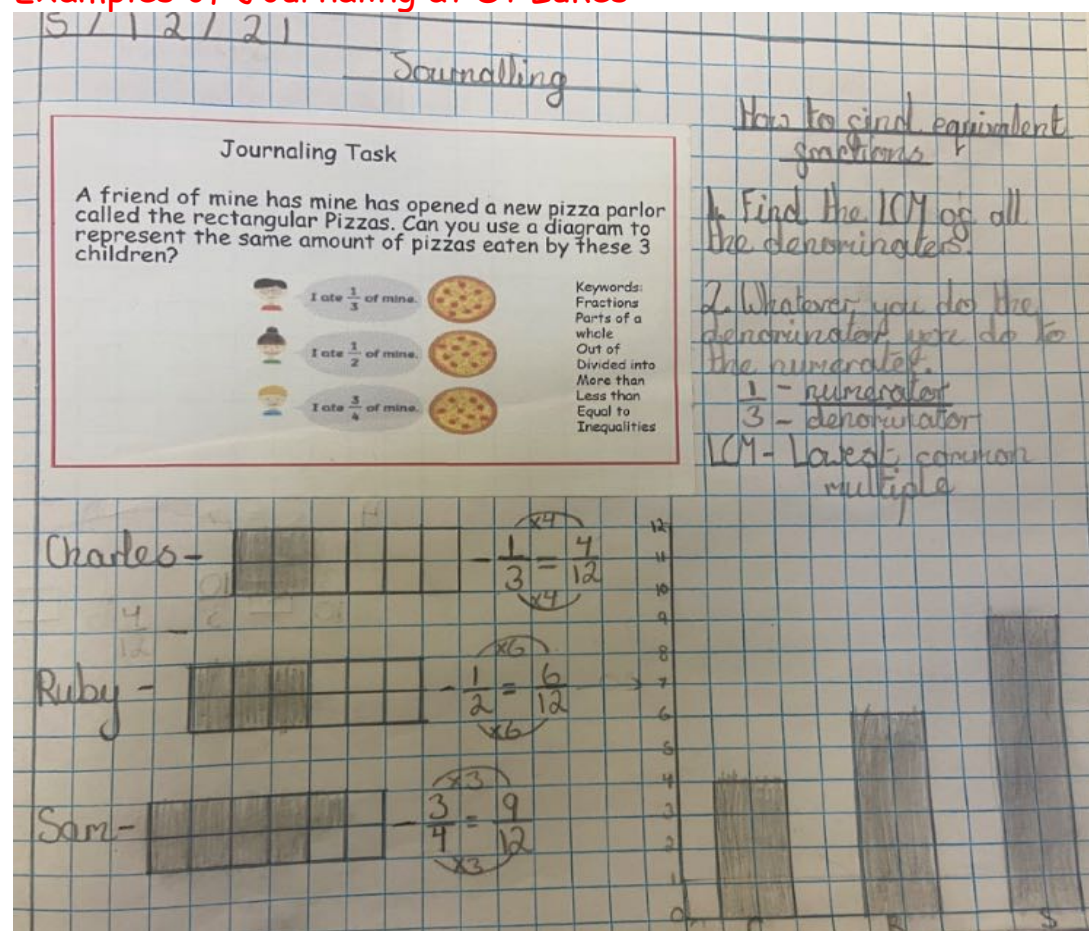 Examples of Journaling at St Lukes
15/12/21
Journalling
Journaling Task
A friend of mine has mine has opened a new pizza parlor
called the rectangular Pizzas. Can you use a diagram to
represent the same amount of pizzas eaten by these 3
children?
I ate 1/3 of mine.
I ate 1/2 of mine.
I ate 3/4 of mine.
Keywords:
Fractions
Parts of a
whole
Out of
Divided into
More than
Less than
Equal to
Inequalities
How to find equivalent
fractions
1. Find the LCM of all
the denominators.
2. Whatever you do the
denominator you do to
the numerator.
1 - numerator
3 - denominator
LCM - Lowest common
multiple
Charles - - 1/3 = 4/12
x4
x4
4/12 -
Ruby - - 1/2 = 6/12
x6
x6
Sam - - 3/4 = 9/12
x3
x3
12
11
10
9
8
7
6
5
4
3
2
1
0
C R S